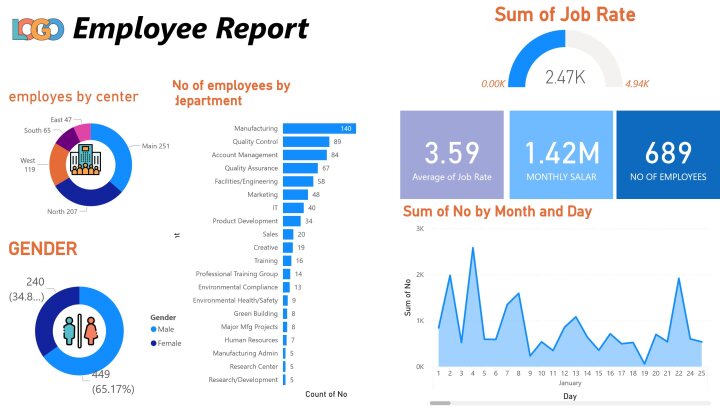 LOGO Employee Report
employes by center
East 47
South 65
Main 251
West
119
North 207
GENDER
240
(34.8...)
449
(65.17%)
Gender
Male
Female
No of employees by
department
Manufacturing 140
Quality Control 89
Account Management 84
Quality Assurance 67
Facilities/Engineering 58
Marketing 48
IT 40
Product Development 34
Sales 20
Creative 19
Training 16
Professional Training Group 14
Environmental Compliance 13
Environmental Health/Safety 9
Green Building 8
Major Mfg Projects 8
Human Resources 7
Manufacturing Admin 5
Research Center 5
Research/Development 5
Count of No
Sum of Job Rate
2.47K
0.00K 4.94K
3.59
Average of Job Rate
1.42M
MONTHLY SALAR
689
NO OF EMPLOYEES
Sum of No by Month and Day
Sum of No
3K
2K
1K
0K
1 2 3 4 5 6 7 8 9 10 11 12 13 14 15 16 17 18 19 20 21 22 23 24 25
January
Day